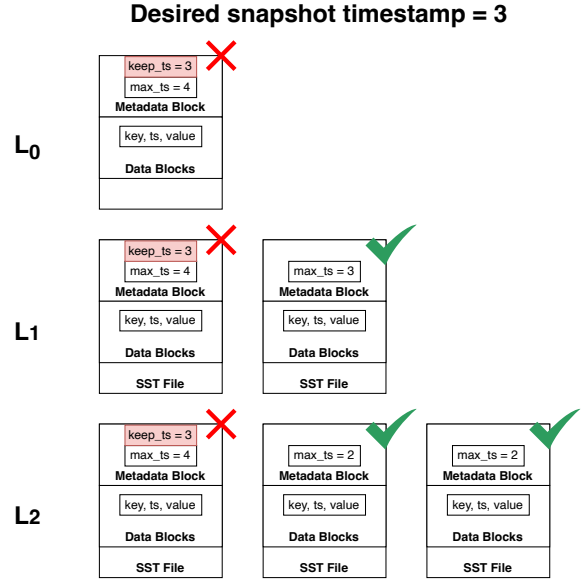 Desired snapshot timestamp = 3
keep_ts = 3
max_ts = 4
Metadata Block
L0
key, ts, value
Data Blocks
keep_ts = 3
max_ts = 4
Metadata Block
max_ts = 3
Metadata Block
L1
key, ts, value
Data Blocks
SST File
key, ts, value
Data Blocks
SST File
keep_ts = 3
max_ts = 4
Metadata Block
max_ts = 2
Metadata Block
max_ts = 2
Metadata Block
L2
key, ts, value
Data Blocks
SST File
key, ts, value
Data Blocks
SST File
key, ts, value
Data Blocks
SST File